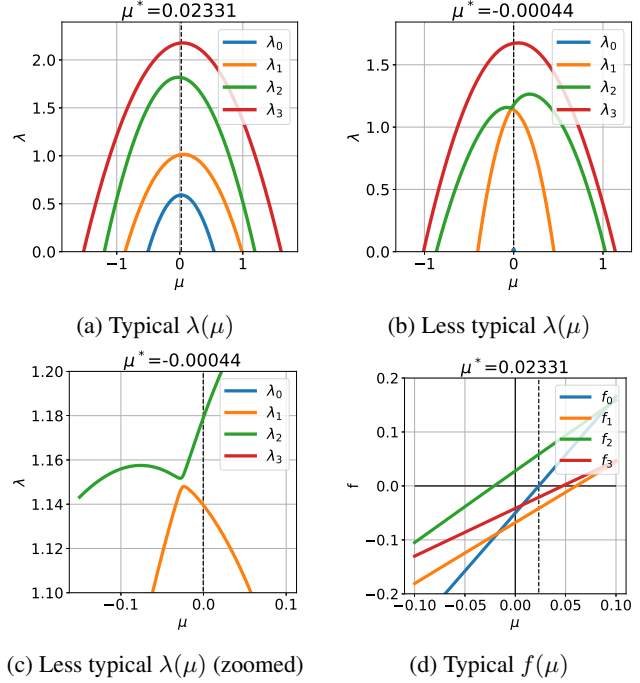 μ*=0.02331
λ
2.0
1.5
1.0
0.5
0.0
−1
0
1
μ
λ0
λ1
λ2
λ3
(a) Typical λ(μ)
μ*=-0.00044
λ
1.5
1.0
0.5
0.0
−1
0
1
μ
λ0
λ1
λ2
λ3
(b) Less typical λ(μ)
μ*=-0.00044
λ
1.20
1.18
1.16
1.14
1.12
1.10
−0.1
0.0
0.1
μ
λ0
λ1
λ2
λ3
(c) Less typical λ(μ) (zoomed)
μ*=0.02331
f
0.2
0.1
0.0
−0.1
−0.2
−0.10
−0.05
0.00
0.05
0.10
μ
f0
f1
f2
f3
(d) Typical f(μ)